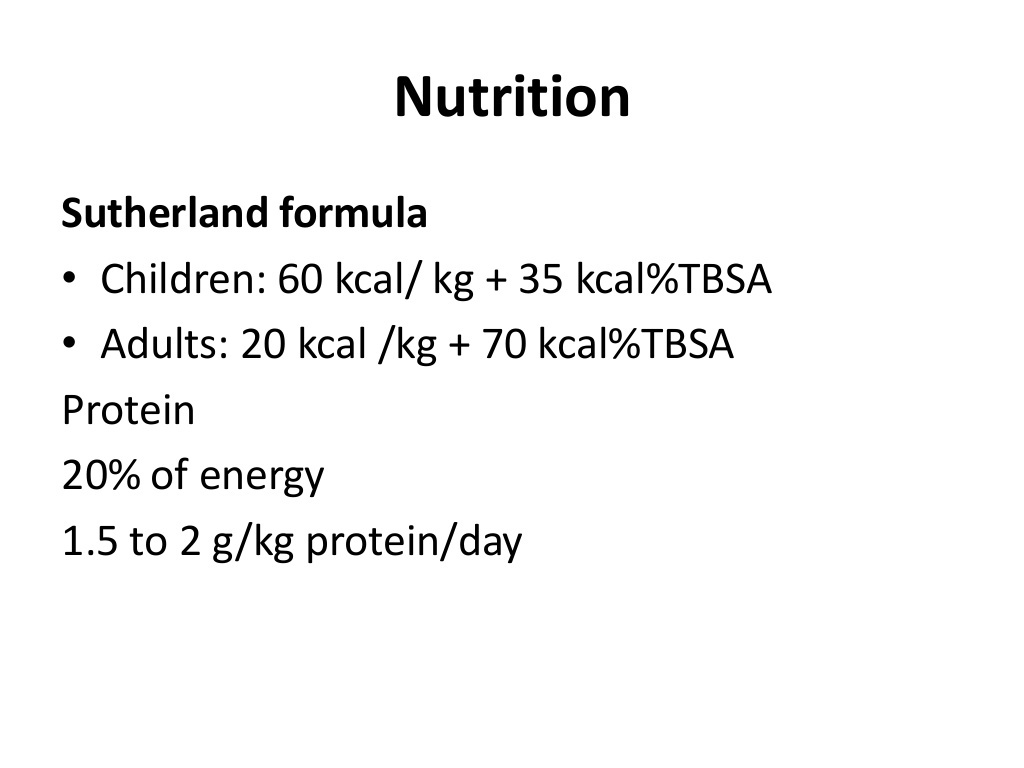 Nutrition
Sutherland formula
• Children: 60 kcal/ kg + 35 kcal%TBSA
• Adults: 20 kcal /kg + 70 kcal%TBSA
Protein
20% of energy
1.5 to 2 g/kg protein/day